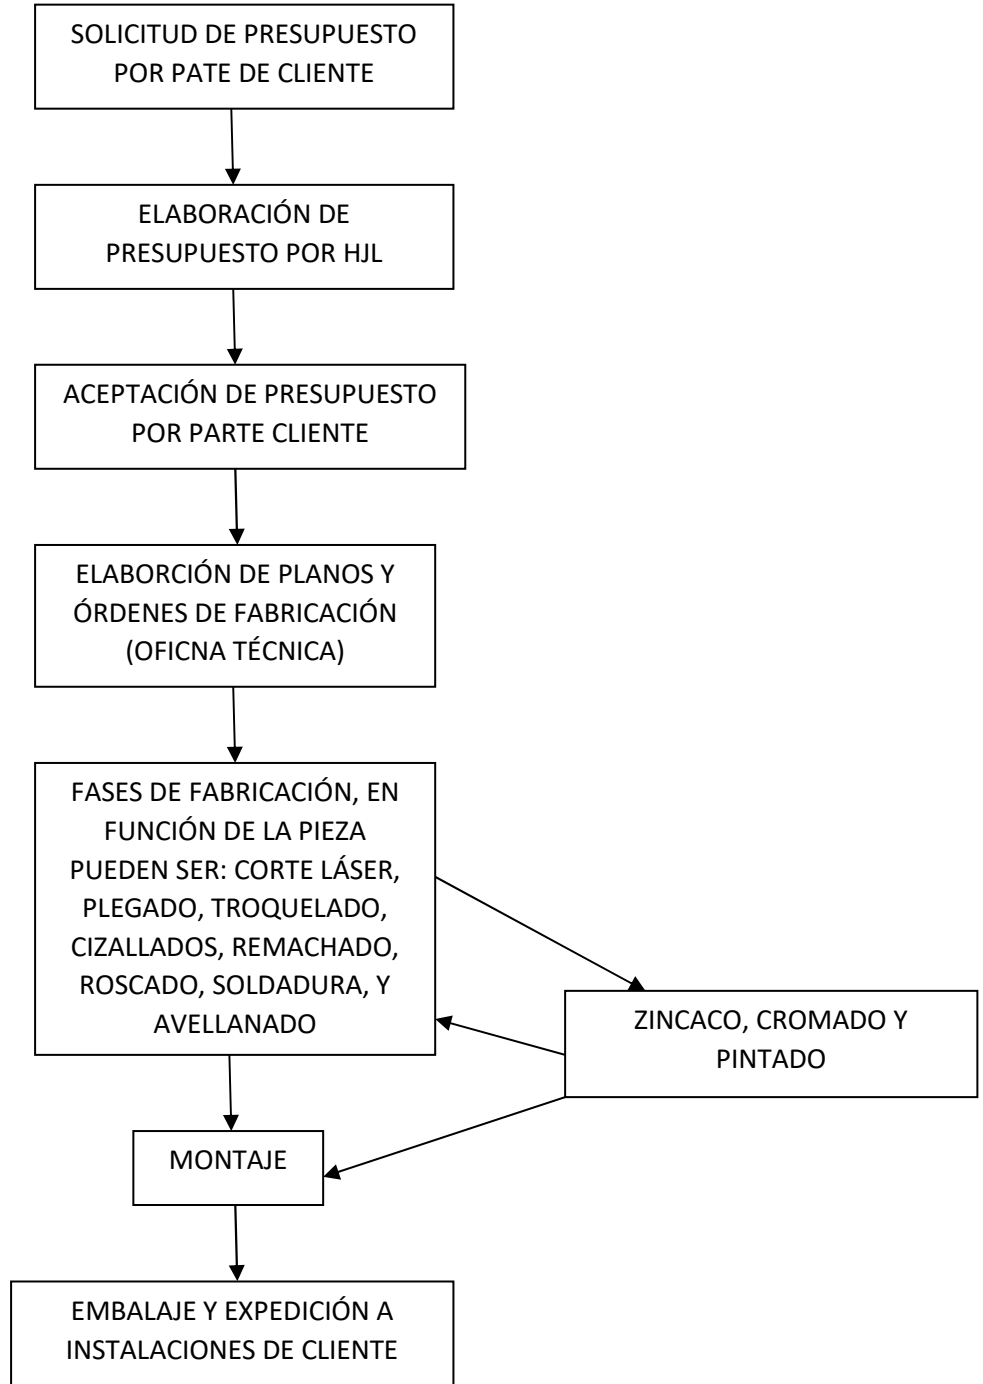 SOLICITUD DE PRESUPUESTO
POR PATE DE CLIENTE
ELABORACIÓN DE
PRESUPUESTO POR HJL
ACEPTACIÓN DE PRESUPUESTO
POR PARTE CLIENTE
ELABORCIÓN DE PLANOS Y
ÓRDENES DE FABRICACIÓN
(OFICNA TÉCNICA)
FASES DE FABRICACIÓN, EN
FUNCIÓN DE LA PIEZA
PUEDEN SER: CORTE LÁSER,
PLEGADO, TROQUELADO,
CIZALLADOS, REMACHADO,
ROSCADO, SOLDADURA, Y
AVELLANADO
ZINCACO, CROMADO Y
PINTADO
MONTAJE
EMBALAJE Y EXPEDICIÓN A
INSTALACIONES DE CLIENTE